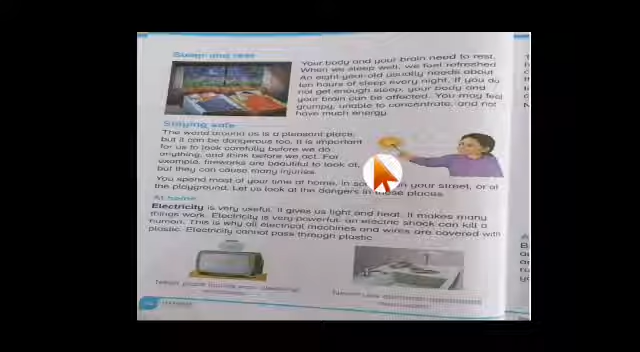 Sleep and rest
Your body and your brain need to rest.
When we sleep well, we feel refreshed.
An eight-year-old usually needs about
ten hours of sleep every night. If you do
not get enough sleep, your body and
your brain can be affected. You may feel
grumpy, unable to concentrate, and not
have much energy.
Staying safe
The world around us is a pleasant place,
but it can be dangerous too. It is important
for us to look carefully before we do
anything, and think before we act. For
example, fireworks are beautiful to look at,
but they can cause many injuries.
You spend most of your time at home, in on your street, or at
the playground. Let us look at the dangers in these places.
At home
Electricity is very useful. It gives us light and heat. It makes many
things work. Electricity is very powerful: an electric shock can kill a
human. This is why all electrical machines and wires are covered with
plastic. Electricity cannot pass through plastic.
Never
Never use